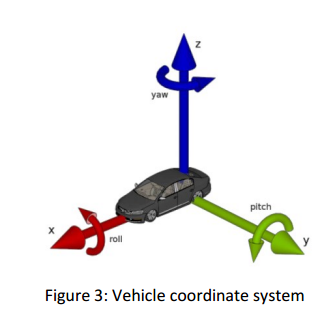 z
yaw
pitch
x
roll
y
Figure 3: Vehicle coordinate system